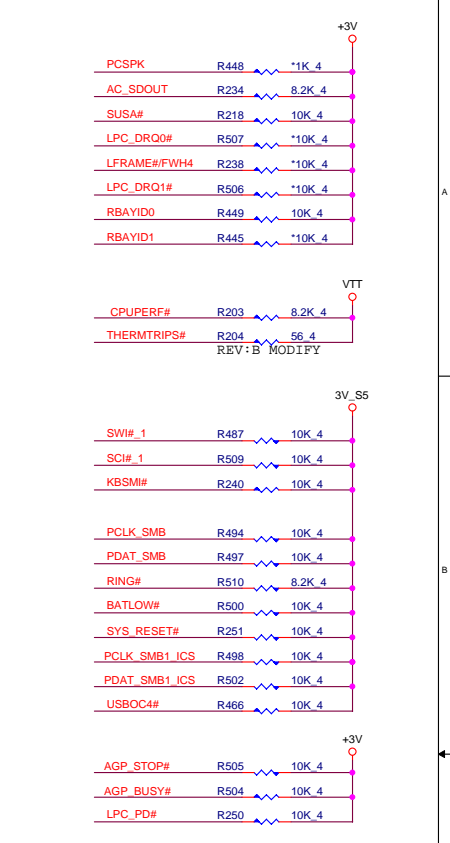 +3V
PCSPK R448 *1K_4
AC_SDOUT R234 8.2K_4
SUSA# R218 10K_4
LPC_DRQ0# R507 *10K_4
LFRAME#/FWH4 R238 *10K_4
LPC_DRQ1# R506 *10K_4
A
RBAYID0 R449 10K_4
RBAYID1 R445 *10K_4
VTT
CPUPERF# R203 8.2K_4
THERMTRIPS# R204 56_4
REV:B MODIFY
3V_S5
SWI#_1 R487 10K_4
SCI#_1 R509 10K_4
KBSMI# R240 10K_4
PCLK_SMB R494 10K_4
PDAT_SMB R497 10K_4
B
RING# R510 8.2K_4
BATLOW# R500 10K_4
SYS_RESET# R251 10K_4
PCLK_SMB1_ICS R498 10K_4
PDAT_SMB1_ICS R502 10K_4
USBOC4# R466 10K_4
+3V
AGP_STOP# R505 10K_4
AGP_BUSY# R504 10K_4
LPC_PD# R250 10K_4